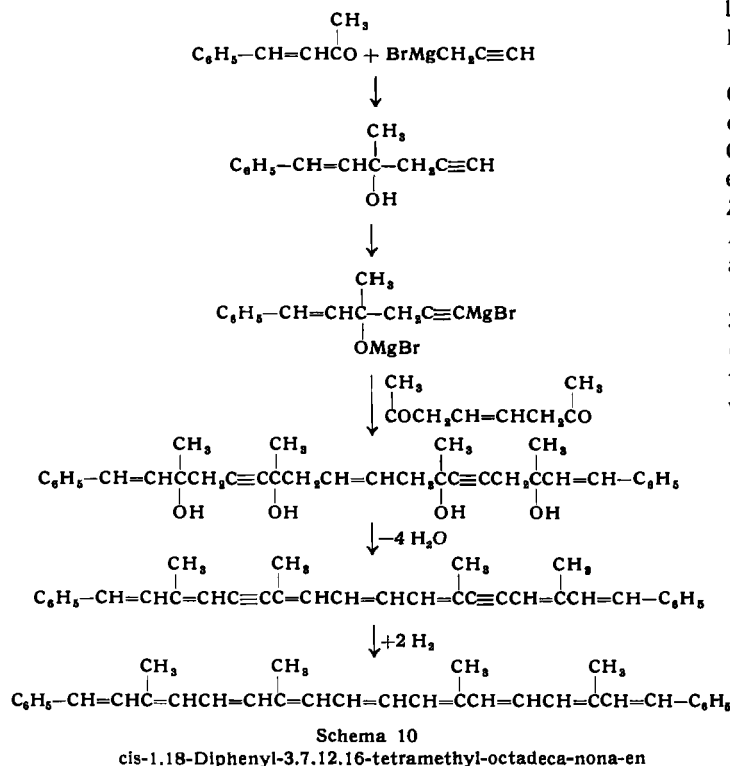 CH₃
C₆H₅—CH=CHCO + BrMgCH₂C≡CH
CH₃
C₆H₅—CH=CHC—CH₂C≡CH
OH
CH₃
C₆H₅—CH=CHC—CH₂C≡CMgBr
OMgBr
CH₃ CH₃
COCH₂CH=CHCH₂CO
CH₃ CH₃ CH₃ CH₃
C₆H₅—CH=CHCCH₂C≡CCCH₂CH=CHCH₂CC≡CCH₂CCH=CH—C₆H₅
OH OH OH OH
−4 H₂O
CH₃ CH₃ CH₃ CH₃
C₆H₅—CH=CHC=CHC≡CC=CHCH=CHCH=CC≡CCH=CCH=CH—C₆H₅
+2 H₂
CH₃ CH₃ CH₃ CH₃
C₆H₅—CH=CHC=CHCH=CHC=CHCH=CHCH=CCH=CHCH=CCH=CH—C₆H₅
Schema 10
cis-1,18-Diphenyl-3,7,12,16-tetramethyl-octadeca-nona-en